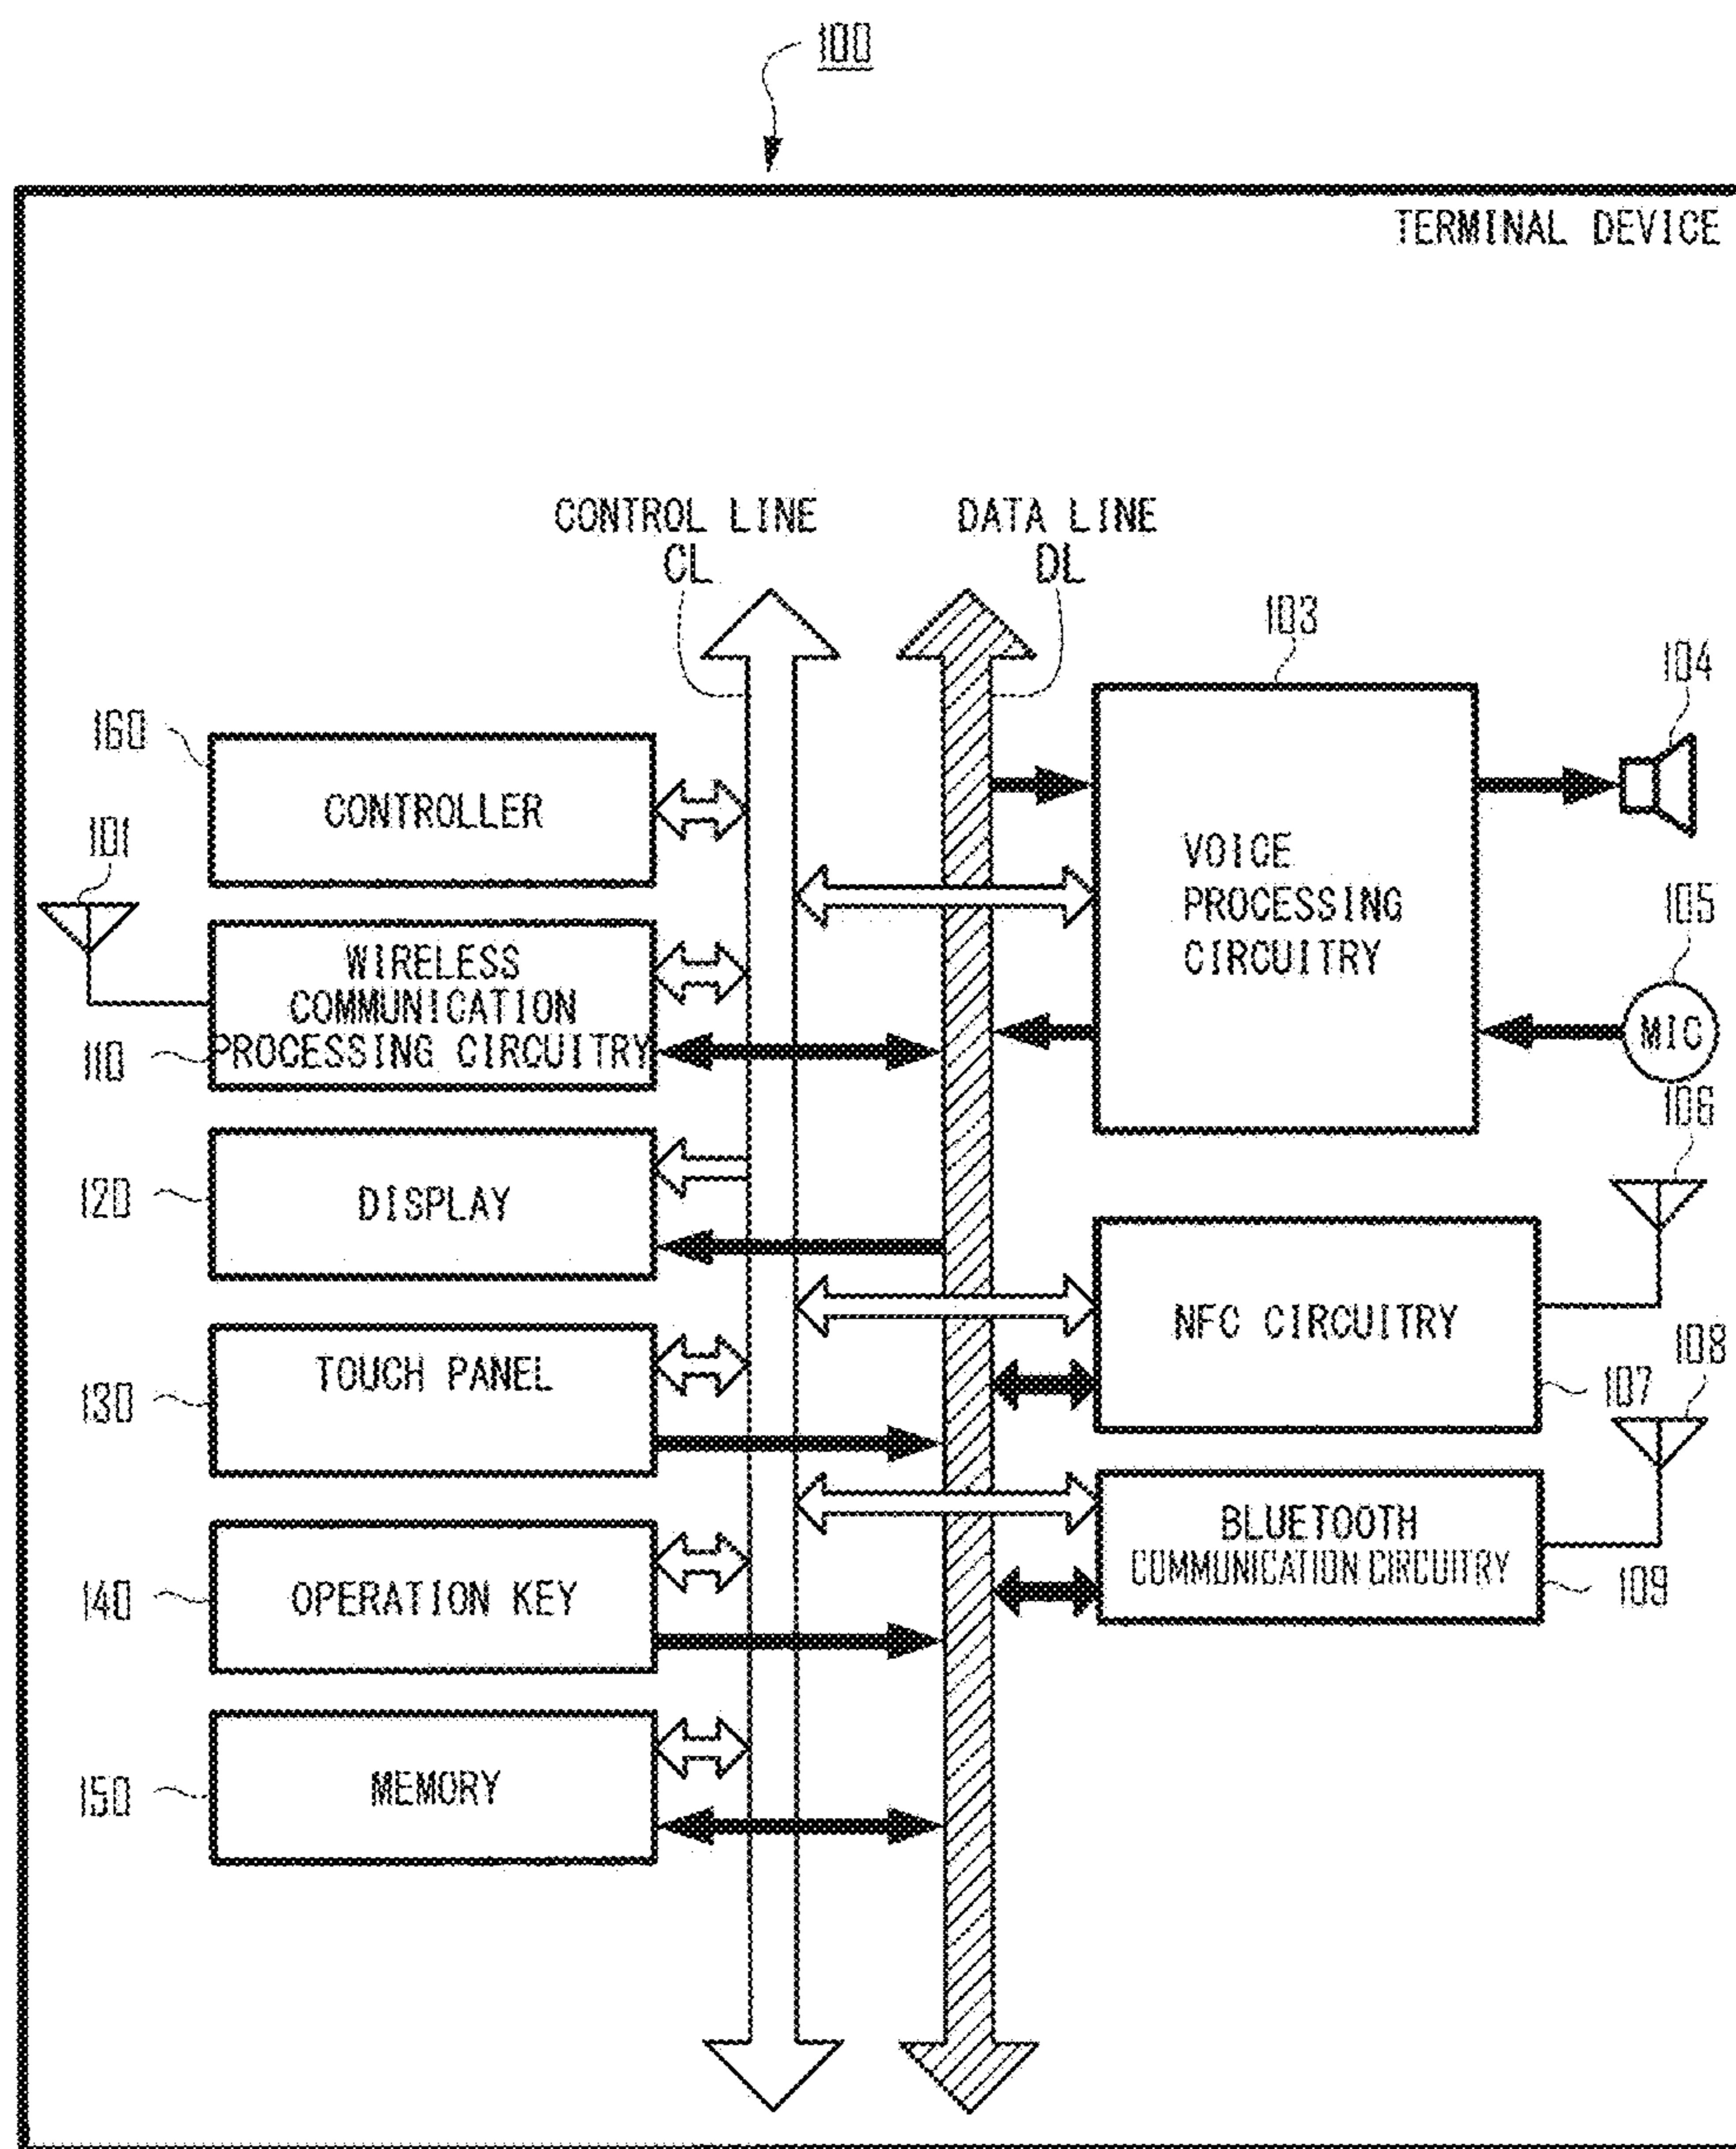 100
TERMINAL DEVICE
CONTROL LINE
CL
DATA LINE
DL
103
104
160
CONTROLLER
101
VOICE
PROCESSING
CIRCUITRY
105
MIC
WIRELESS
COMMUNICATION
PROCESSING CIRCUITRY
110
106
120
DISPLAY
NFC CIRCUITRY
107
108
130
TOUCH PANEL
BLUETOOTH
COMMUNICATION CIRCUITRY
109
140
OPERATION KEY
150
MEMORY